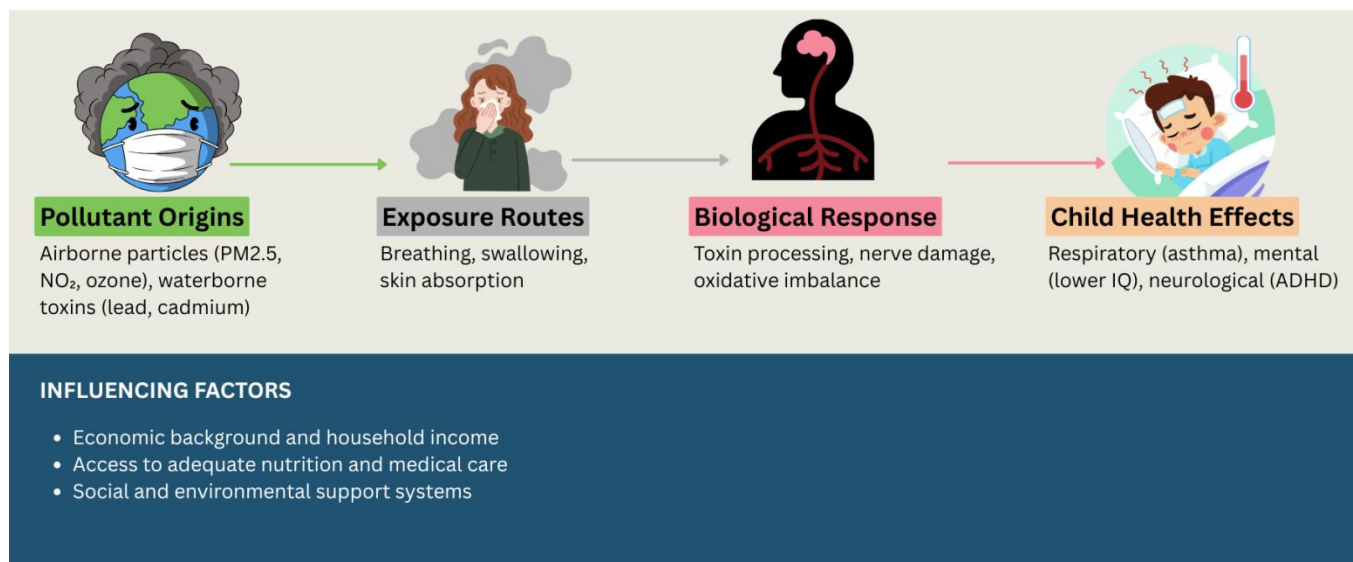 Pollutant Origins
Airborne particles (PM2.5,
NO₂, ozone), waterborne
toxins (lead, cadmium)
Exposure Routes
Breathing, swallowing,
skin absorption
Biological Response
Toxin processing, nerve damage,
oxidative imbalance
Child Health Effects
Respiratory (asthma), mental
(lower IQ), neurological (ADHD)
INFLUENCING FACTORS
• Economic background and household income
• Access to adequate nutrition and medical care
• Social and environmental support systems